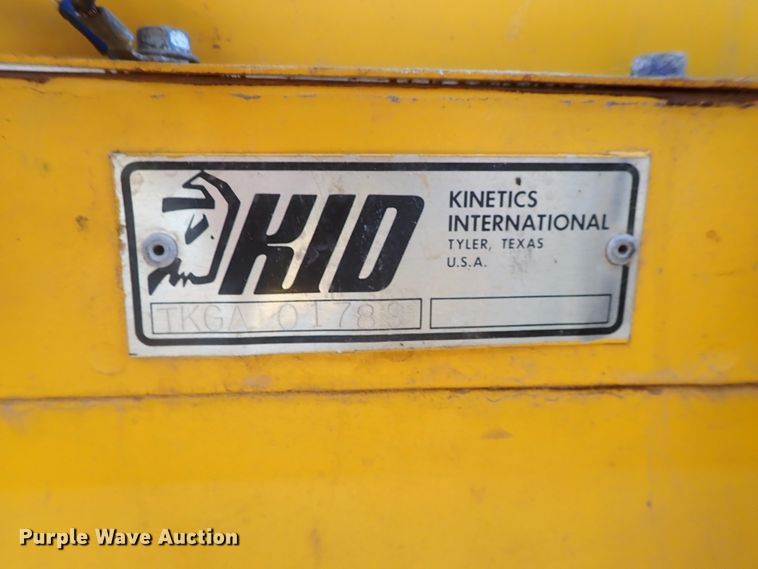 KID
KINETICS
INTERNATIONAL
TYLER, TEXAS
U.S.A.
TKGA 01789
Purple Wave Auction